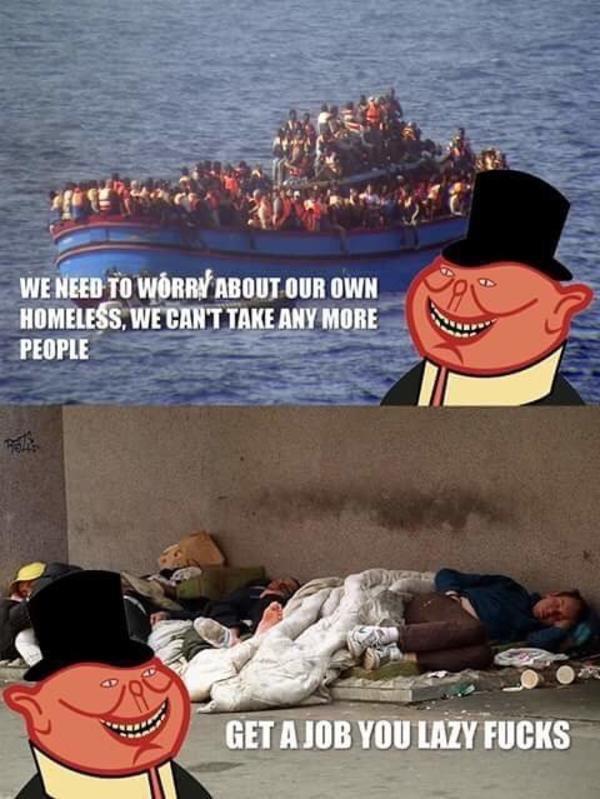 WE NEED TO WORRY ABOUT OUR OWN
HOMELESS, WE CAN'T TAKE ANY MORE
PEOPLE
GET A JOB YOU LAZY FUCKS